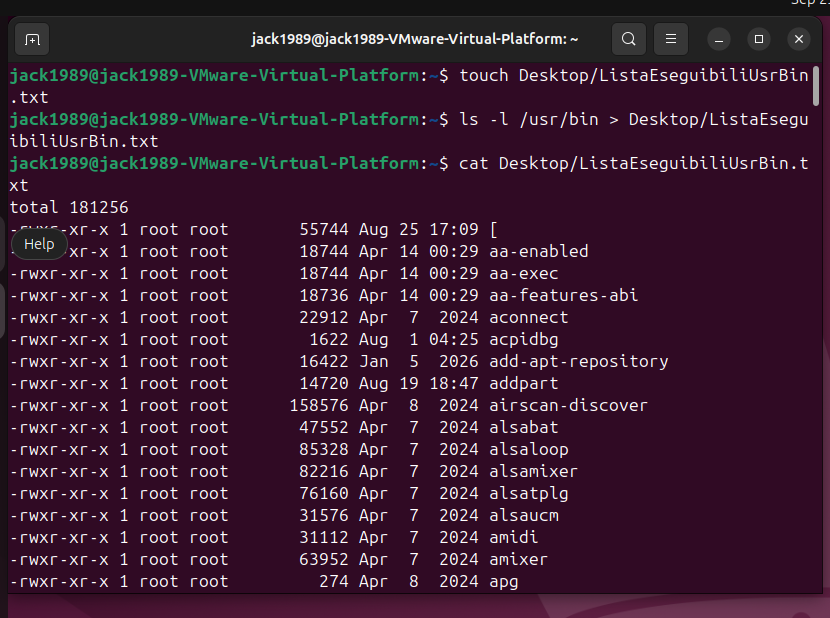 Sep 2
jack1989@jack1989-VMware-Virtual-Platform: ~
jack1989@jack1989-VMware-Virtual-Platform:~$ touch Desktop/ListaEseguibiliUsrBin
.txt
jack1989@jack1989-VMware-Virtual-Platform:~$ ls -l /usr/bin > Desktop/ListaEsegu
ibiliUsrBin.txt
jack1989@jack1989-VMware-Virtual-Platform:~$ cat Desktop/ListaEseguibiliUsrBin.t
xt
total 181256
-rwxr-xr-x 1 root root 55744 Aug 25 17:09 [
Help
-rwxr-xr-x 1 root root 18744 Apr 14 00:29 aa-enabled
-rwxr-xr-x 1 root root 18744 Apr 14 00:29 aa-exec
-rwxr-xr-x 1 root root 18736 Apr 14 00:29 aa-features-abi
-rwxr-xr-x 1 root root 22912 Apr 7 2024 aconnect
-rwxr-xr-x 1 root root 1622 Aug 1 04:25 acpidbg
-rwxr-xr-x 1 root root 16422 Jan 5 2026 add-apt-repository
-rwxr-xr-x 1 root root 14720 Aug 19 18:47 addpart
-rwxr-xr-x 1 root root 158576 Apr 8 2024 airscan-discover
-rwxr-xr-x 1 root root 47552 Apr 7 2024 alsabat
-rwxr-xr-x 1 root root 85328 Apr 7 2024 alsaloop
-rwxr-xr-x 1 root root 82216 Apr 7 2024 alsamixer
-rwxr-xr-x 1 root root 76160 Apr 7 2024 alsatplg
-rwxr-xr-x 1 root root 31576 Apr 7 2024 alsaucm
-rwxr-xr-x 1 root root 31112 Apr 7 2024 amidi
-rwxr-xr-x 1 root root 63952 Apr 7 2024 amixer
-rwxr-xr-x 1 root root 274 Apr 8 2024 apg